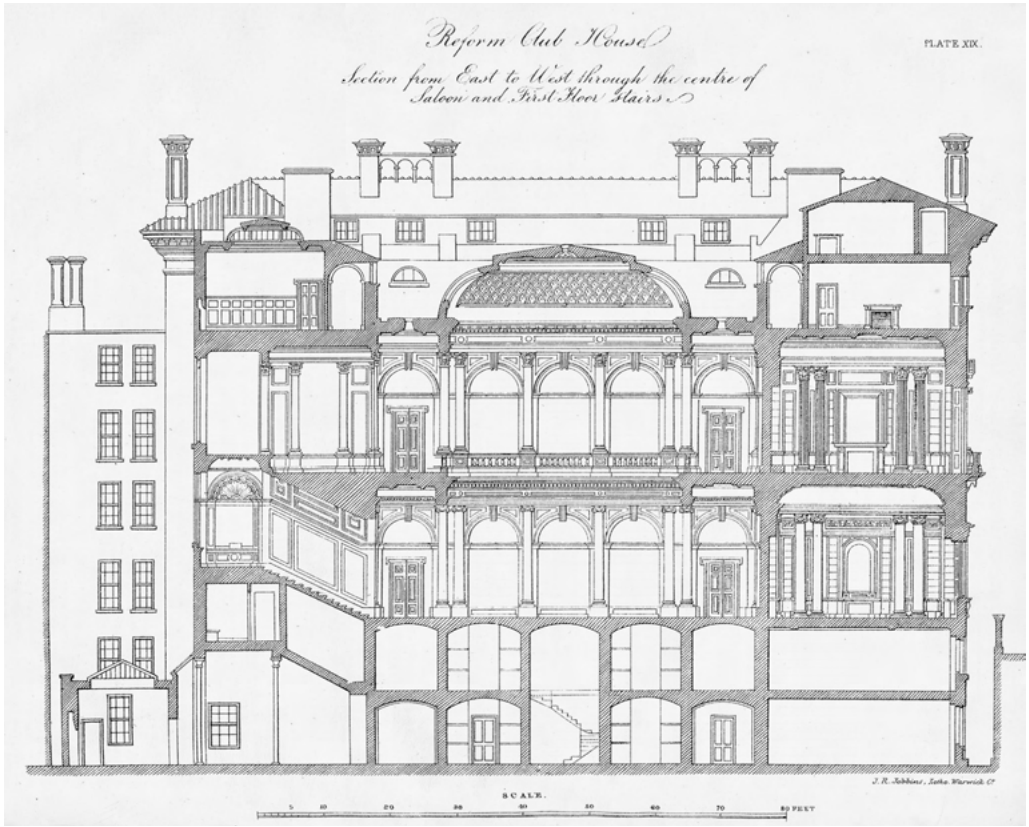 Reform Club House
PLATE XIX.
Section from East to West through the centre of
Saloon and First Floor Stairs
J. R. Jobbins, Litho. Warwick Ct.
SCALE.
5 10 20 30 40 50 60 70 80 FEET